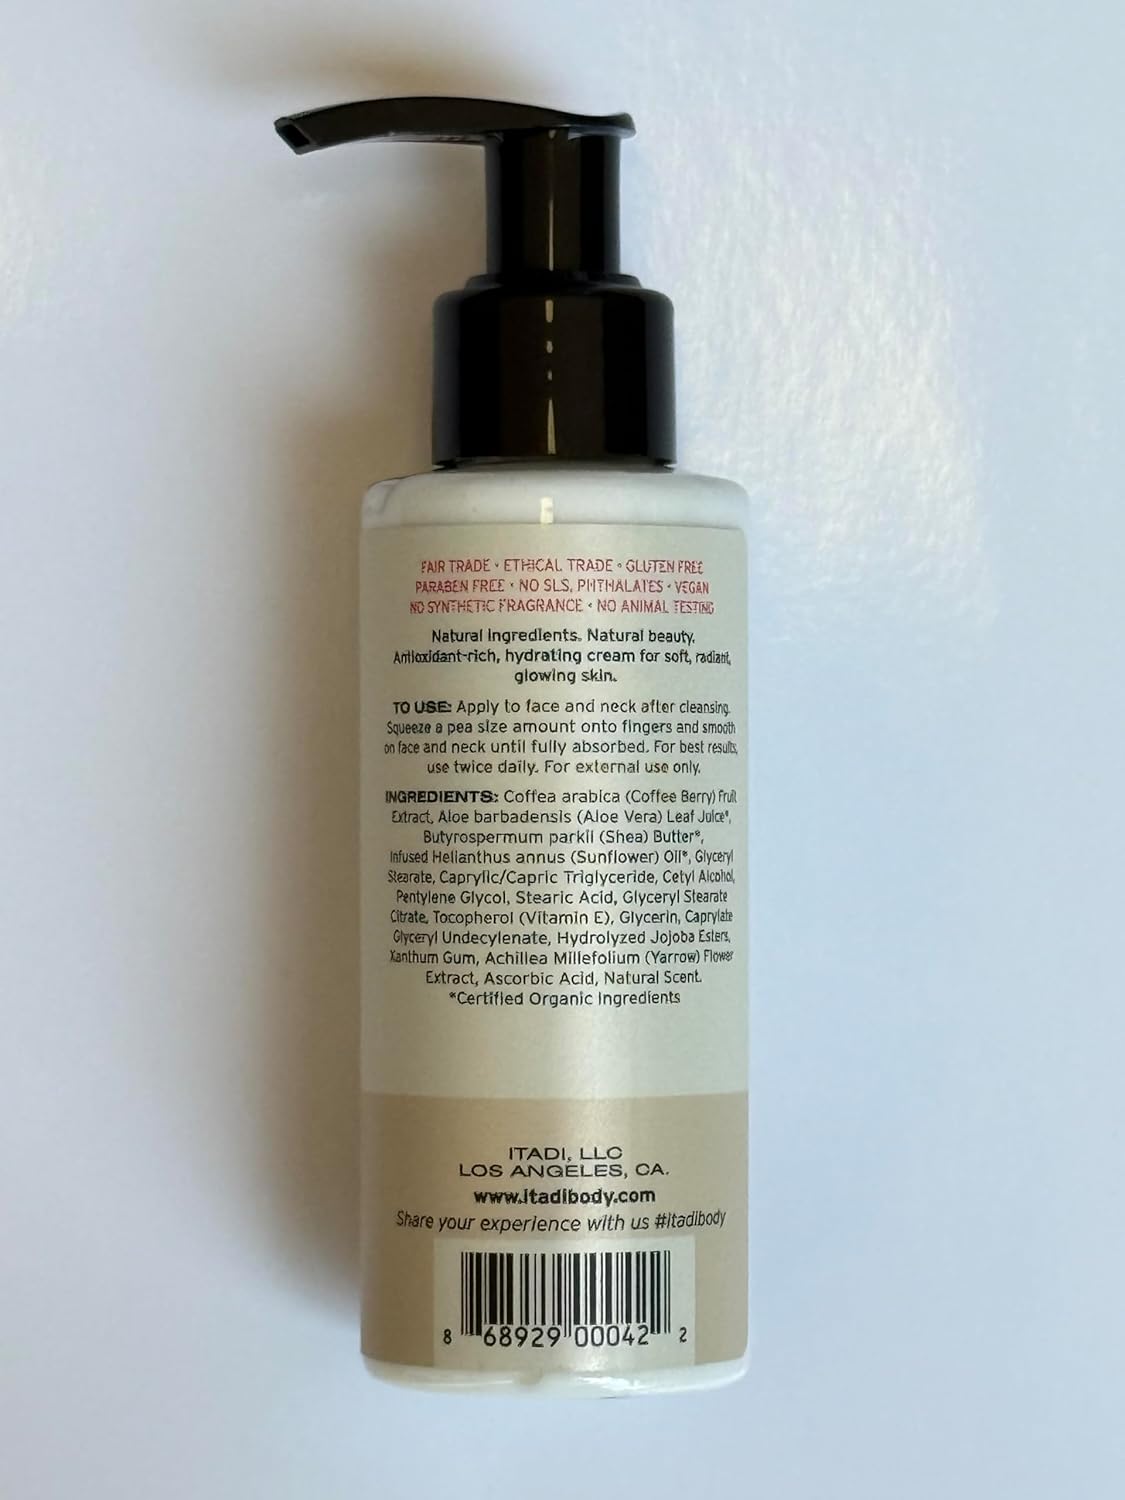 FAIR TRADE • ETHICAL TRADE • GLUTEN FREE
PARABEN FREE • NO SLS, PHTHALATES • VEGAN
NO SYNTHETIC FRAGRANCE • NO ANIMAL TESTING
Natural Ingredients. Natural beauty.
Antioxidant-rich, hydrating cream for soft, radiant,
glowing skin.
TO USE: Apply to face and neck after cleansing.
Squeeze a pea size amount onto fingers and smooth
on face and neck until fully absorbed. For best results,
use twice daily. For external use only.
INGREDIENTS: Coffea arabica (Coffee Berry) Fruit
Extract, Aloe barbadensis (Aloe Vera) Leaf Juice*,
Butyrospermum parkii (Shea) Butter*,
Infused Helianthus annus (Sunflower) Oil*, Glyceryl
Stearate, Caprylic/Capric Triglyceride, Cetyl Alcohol,
Pentylene Glycol, Stearic Acid, Glyceryl Stearate
Citrate, Tocopherol (Vitamin E), Glycerin, Caprylate
Glyceryl Undecylenate, Hydrolyzed Jojoba Esters,
Xanthum Gum, Achillea Millefolium (Yarrow) Flower
Extract, Ascorbic Acid, Natural Scent.
*Certified Organic Ingredients
ITADI, LLC
LOS ANGELES, CA.
www.itadibody.com
Share your experience with us #itadibody
8 68929 00042 2